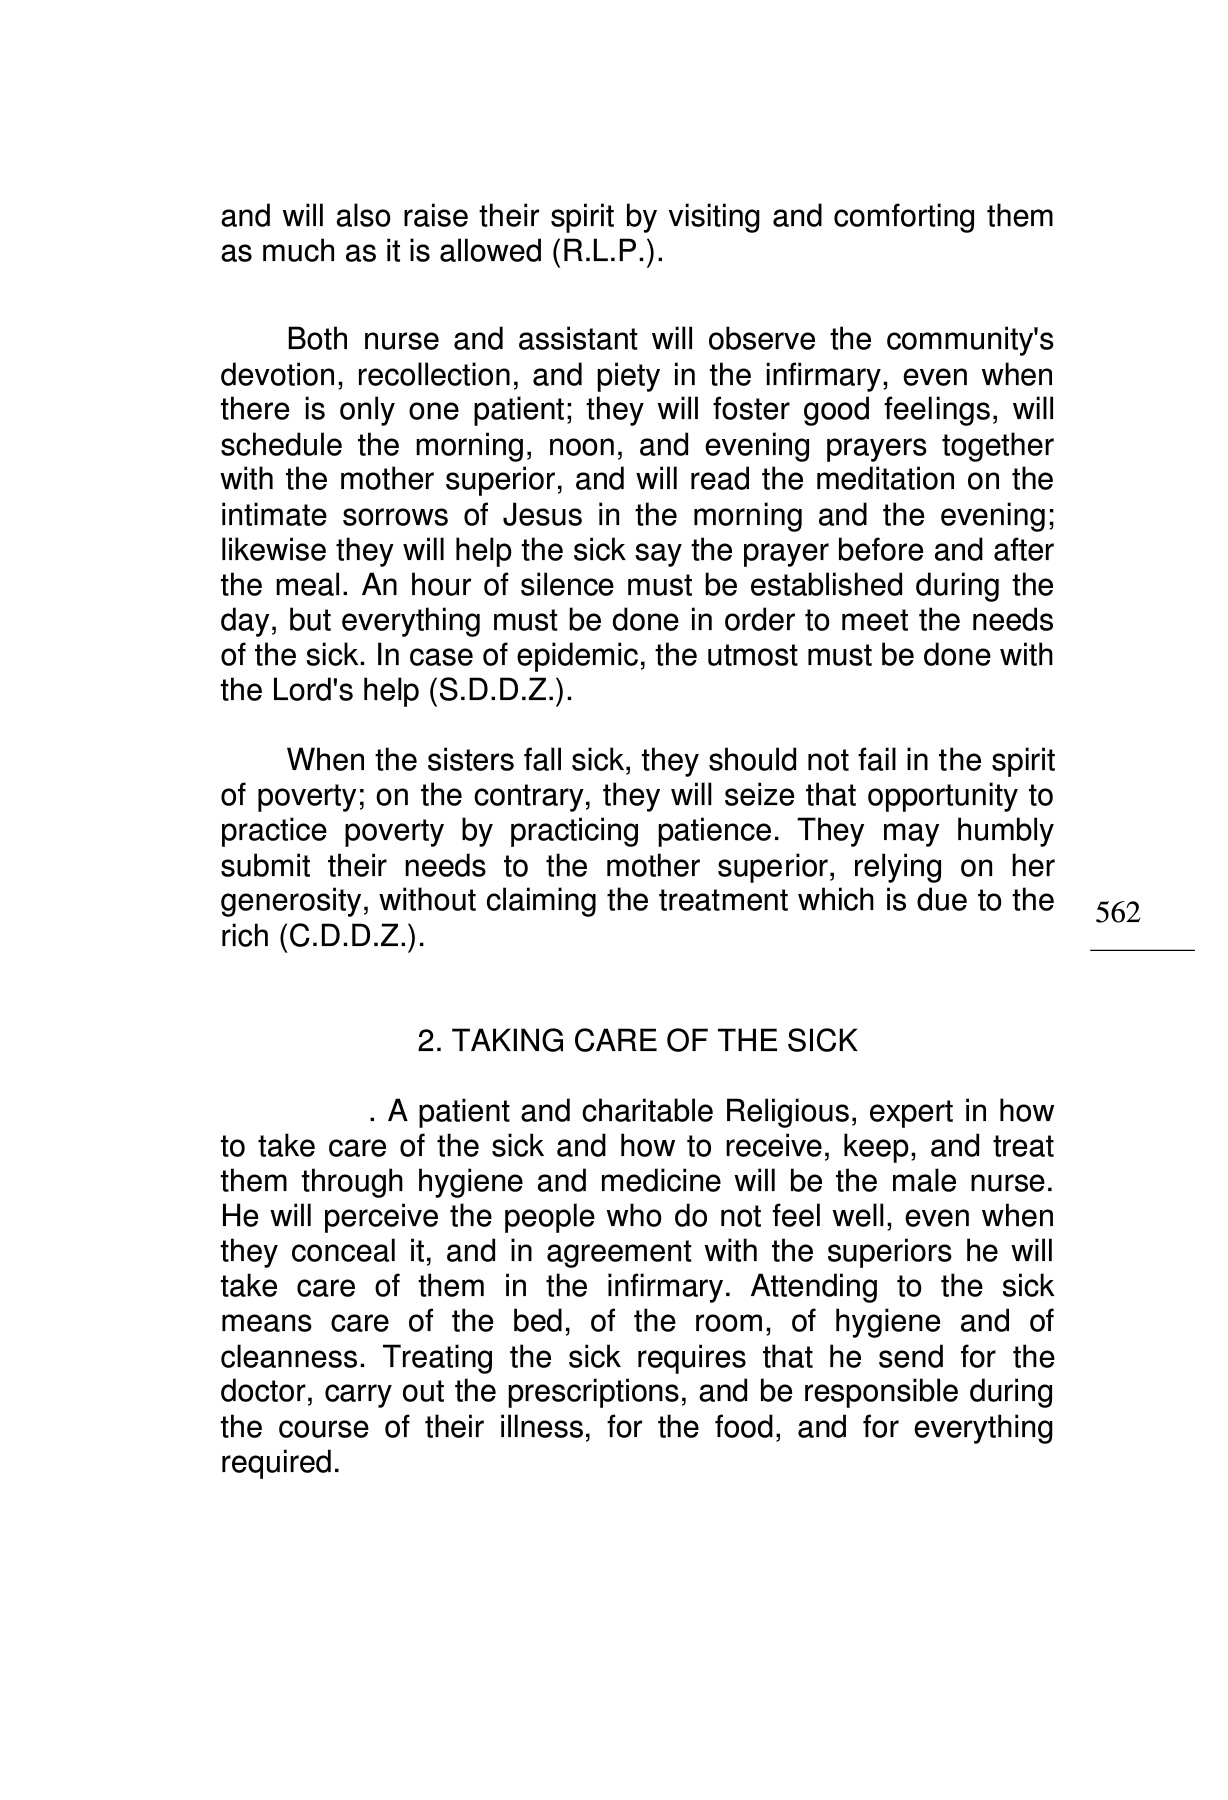 and will also raise their spirit by visiting and comforting them
as much as it is allowed (R.L.P.).
Both nurse and assistant will observe the community's
devotion, recollection, and piety in the infirmary, even when
there is only one patient; they will foster good feelings, will
schedule the morning, noon, and evening prayers together
with the mother superior, and will read the meditation on the
intimate sorrows of Jesus in the morning and the evening;
likewise they will help the sick say the prayer before and after
the meal. An hour of silence must be established during the
day, but everything must be done in order to meet the needs
of the sick. In case of epidemic, the utmost must be done with
the Lord's help (S.D.D.Z.).
When the sisters fall sick, they should not fail in the spirit
of poverty; on the contrary, they will seize that opportunity to
practice poverty by practicing patience. They may humbly
submit their needs to the mother superior, relying on her
generosity, without claiming the treatment which is due to the
rich (C.D.D.Z.).
562
2. TAKING CARE OF THE SICK
. A patient and charitable Religious, expert in how
to take care of the sick and how to receive, keep, and treat
them through hygiene and medicine will be the male nurse.
He will perceive the people who do not feel well, even when
they conceal it, and in agreement with the superiors he will
take care of them in the infirmary. Attending to the sick
means care of the bed, of the room, of hygiene and of
cleanness. Treating the sick requires that he send for the
doctor, carry out the prescriptions, and be responsible during
the course of their illness, for the food, and for everything
required.